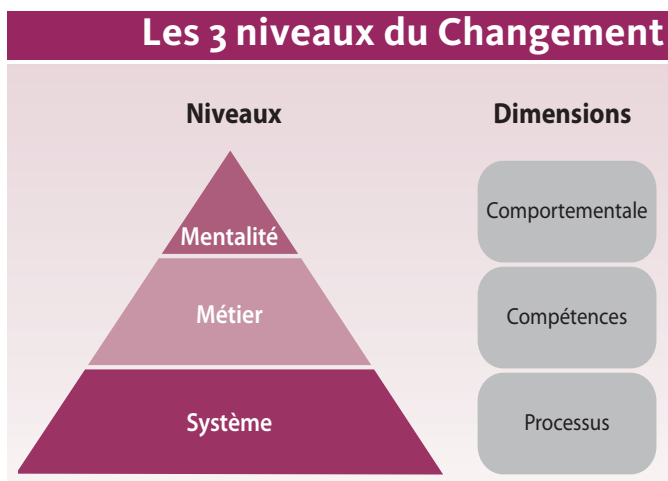 Les 3 niveaux du Changement
Niveaux
Dimensions
Mentalité
Comportementale
Métier
Compétences
Système
Processus